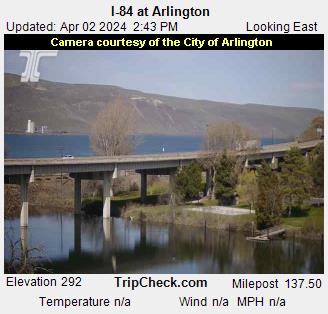 I-84 at Arlington
Updated: Apr 02 2024 2:43 PM Looking East
Camera courtesy of the City of Arlington
Elevation 292 TripCheck.com Milepost 137.50
Temperature n/a Wind n/a MPH n/a